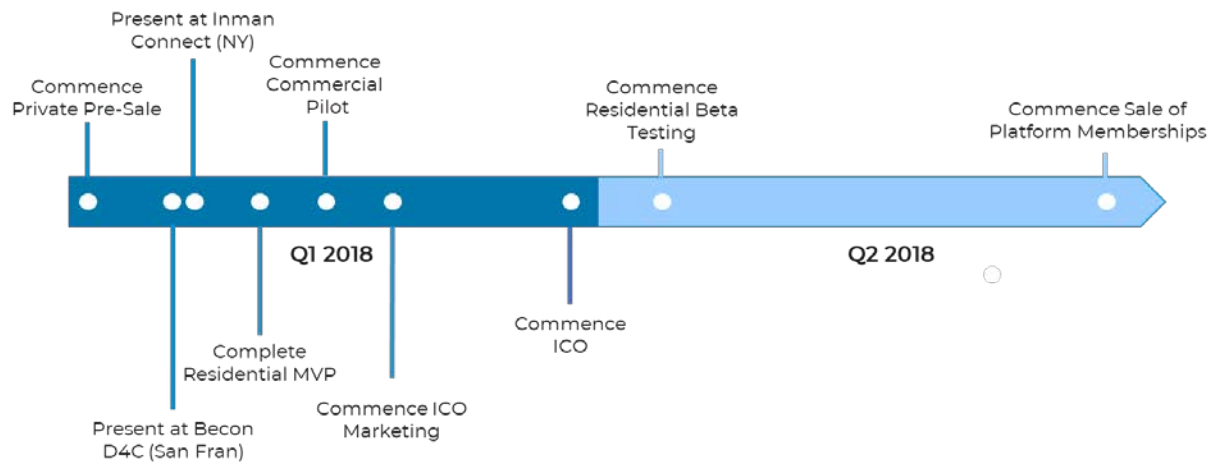 Present at Inman
Connect (NY)
Commence
Commercial
Pilot
Commence
Private Pre-Sale
Commence
Residential Beta
Testing
Commence Sale of
Platform Memberships
Q1 2018
Q2 2018
Commence
ICO
Complete
Residential MVP
Commence ICO
Marketing
Present at Becon
D4C (San Fran)